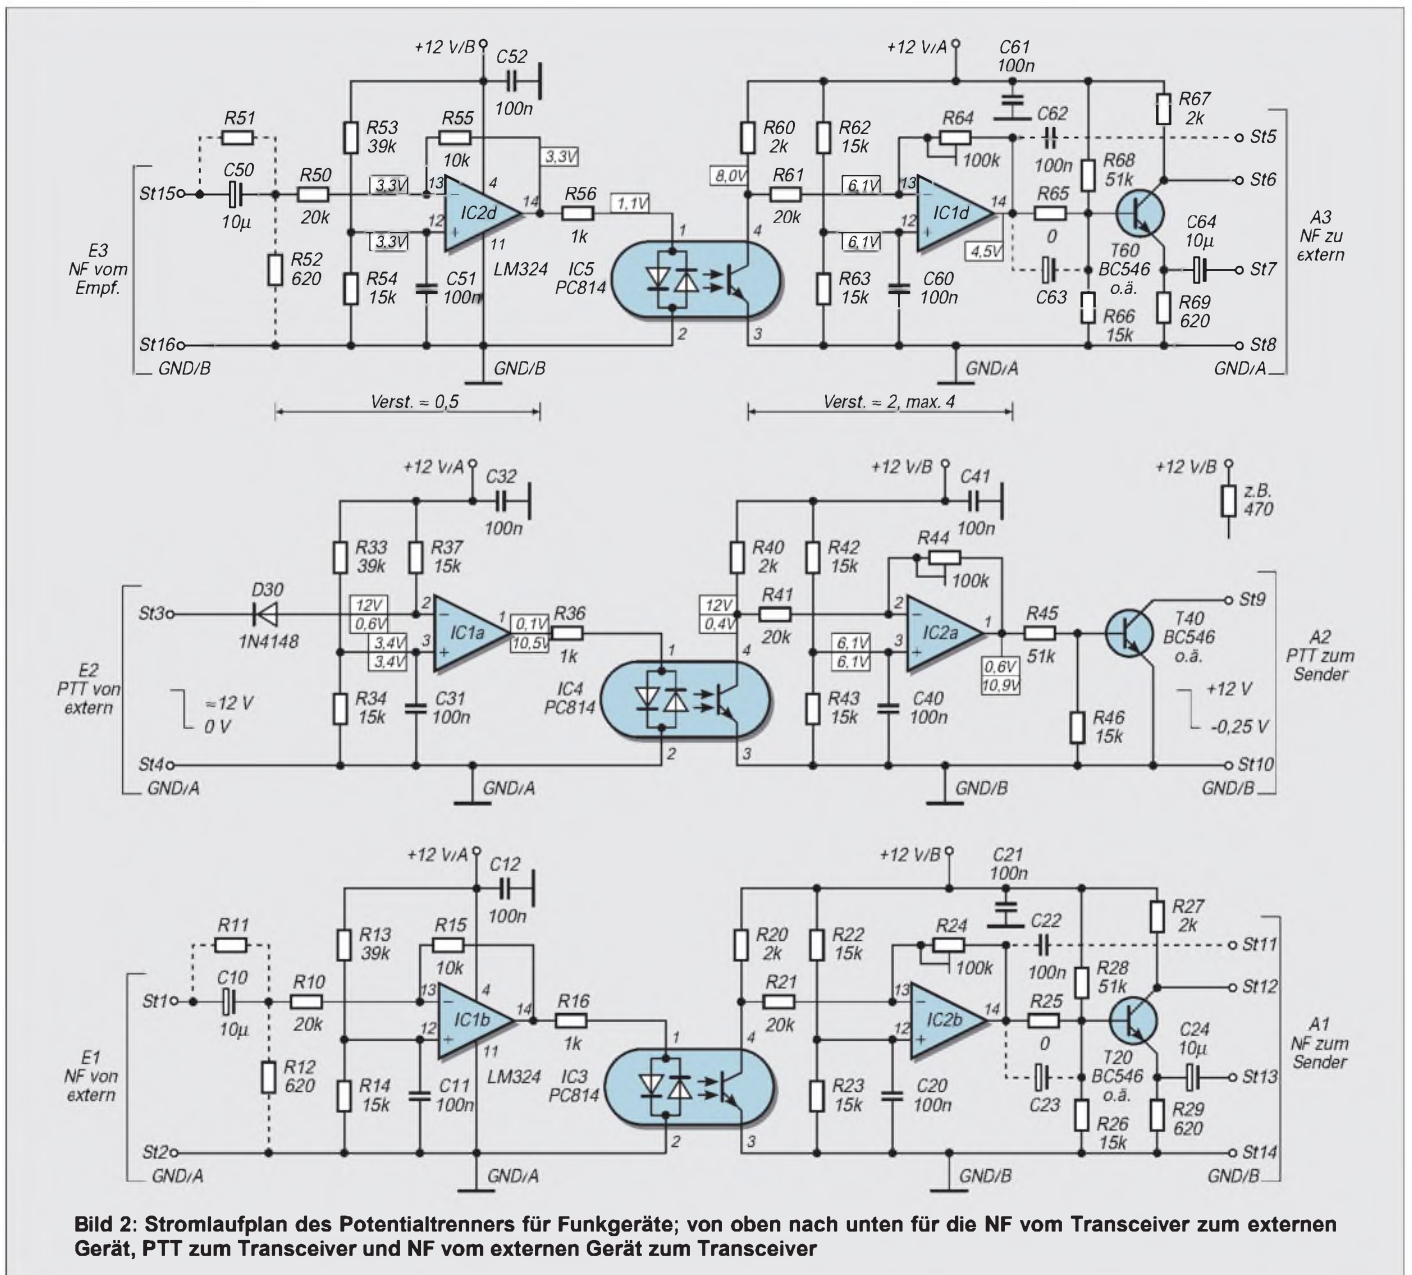 +12 V/B
C52
100n
R51
R53
39k
R55
10k
3,3V
C50
10µ
R50
20k
3,3V
13
4
14
R56
1k
1,1V
St15
12
3,3V
IC2d
11
LM324
E3
NF vom
Empf.
R52
620
R54
15k
C51
100n
IC5
PC814
1
2
4
3
St16
GND/B
GND/B
Verst. ≈ 0,5
+12 V/A
C61
100n
R60
2k
R62
15k
R64
100k
C62
100n
R67
2k
St5
8,0V
R61
20k
6,1V
13
14
R68
51k
R65
0
St6
12
6,1V
IC1d
4,5V
T60
BC546
o.ä.
C64
10µ
A3
NF zu
extern
St7
R63
15k
C60
100n
C63
R66
15k
R69
620
St8
GND/A
GND/A
Verst. ≈ 2, max. 4
+12 V/A
C32
100n
R33
39k
R37
15k
D30
1N4148
St3
12V
0,6V
2
3,4V
3,4V
3
IC1a
1
0,1V
10,5V
R36
1k
E2
PTT von
extern
≈12 V
0 V
R34
15k
C31
100n
IC4
PC814
1
2
4
3
St4
GND/A
GND/A
+12 V/B
C41
100n
+12 V/B
z.B.
470
R40
2k
R42
15k
R44
100k
12V
0,4V
R41
20k
2
6,1V
6,1V
3
IC2a
1
R45
51k
0,6V
10,9V
T40
BC546
o.ä.
St9
A2
PTT zum
Sender
+12 V
-0,25 V
R43
15k
C40
100n
R46
15k
St10
GND/B
GND/B
+12 V/A
C12
100n
R11
R13
39k
R15
10k
C10
10µ
R10
20k
St1
13
4
14
12
IC1b
11
LM324
R16
1k
E1
NF von
extern
R12
620
R14
15k
C11
100n
IC3
PC814
1
2
4
3
St2
GND/A
GND/A
+12 V/B
C21
100n
R20
2k
R22
15k
R24
100k
C22
100n
R27
2k
St11
R21
20k
13
14
12
IC2b
R28
51k
R25
0
St12
T20
BC546
o.ä.
C24
10µ
A1
NF zum
Sender
St13
R23
15k
C20
100n
C23
R26
15k
R29
620
St14
GND/B
GND/B
Bild 2: Stromlaufplan des Potentialtrenners für Funkgeräte; von oben nach unten für die NF vom Transceiver zum externen
Gerät, PTT zum Transceiver und NF vom externen Gerät zum Transceiver